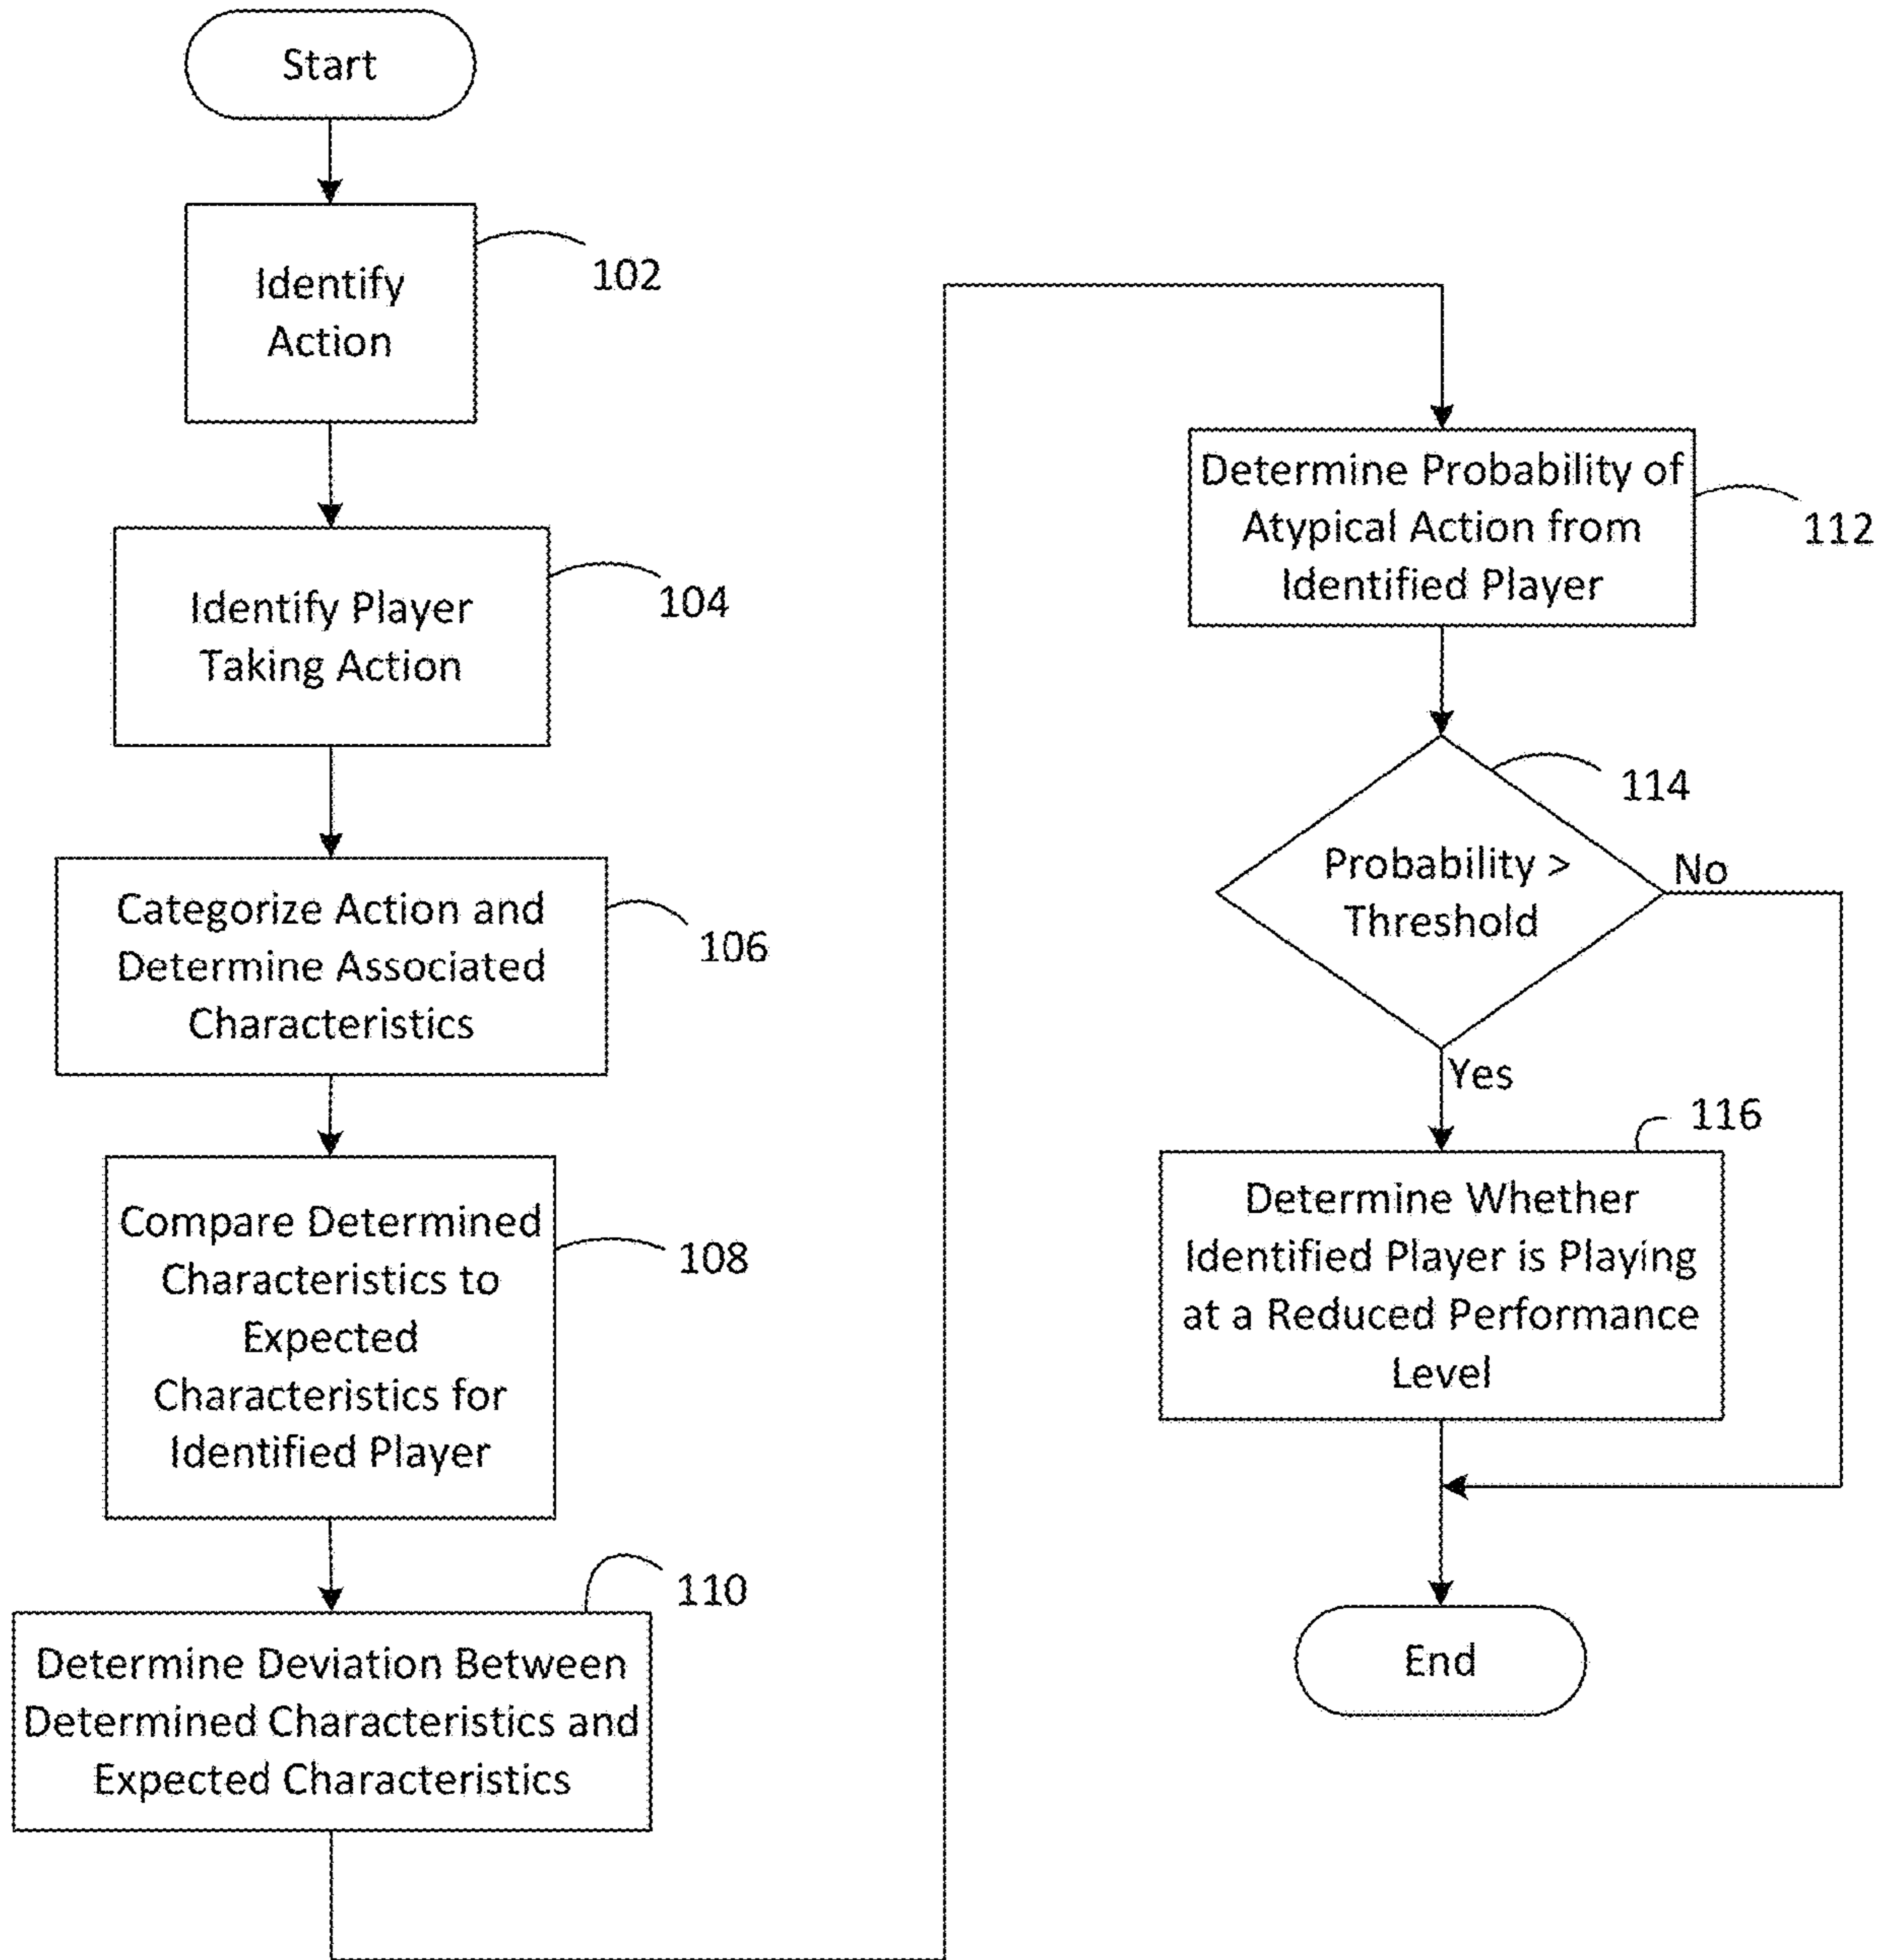 Start
Identify
Action
102
Identify Player
Taking Action
104
Categorize Action and
Determine Associated
Characteristics
106
Compare Determined
Characteristics to
Expected
Characteristics for
Identified Player
108
Determine Deviation Between
Determined Characteristics and
Expected Characteristics
110
Determine Probability of
Atypical Action from
Identified Player
112
Probability >
Threshold
114
No
Yes
Determine Whether
Identified Player is Playing
at a Reduced Performance
Level
116
End